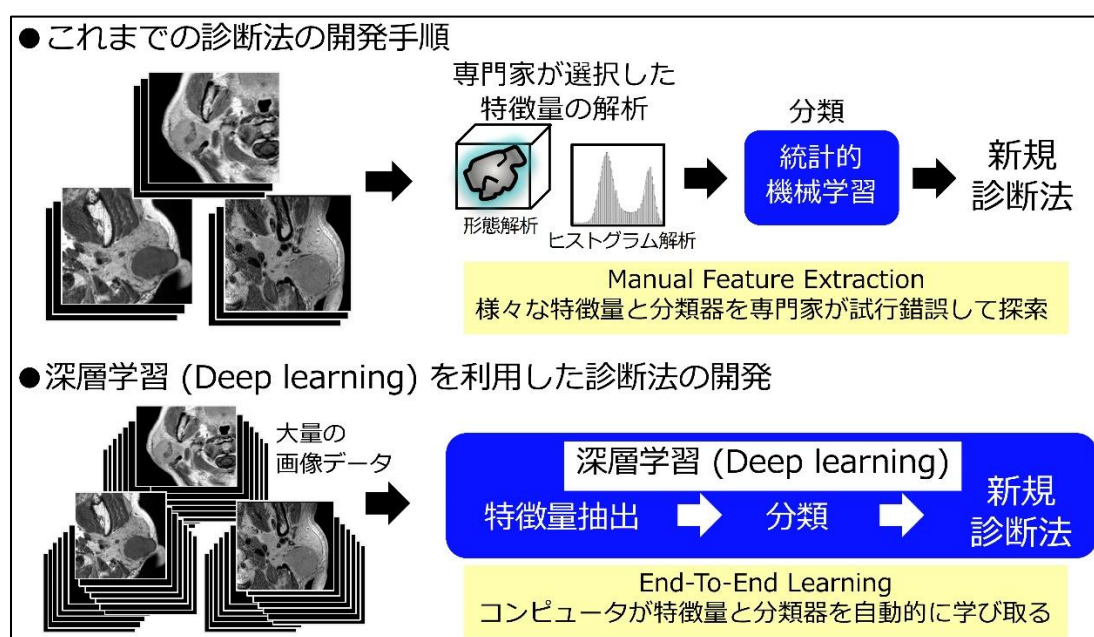 ●これまでの診断法の開発手順
専門家が選択した
特徴量の解析
形態解析
ヒストグラム解析
分類
統計的
機械学習
新規
診断法
Manual Feature Extraction
様々な特徴量と分類器を専門家が試行錯誤して探索
●深層学習 (Deep learning) を利用した診断法の開発
大量の
画像データ
深層学習 (Deep learning)
特徴量抽出
分類
新規
診断法
End-To-End Learning
コンピュータが特徴量と分類器を自動的に学び取る